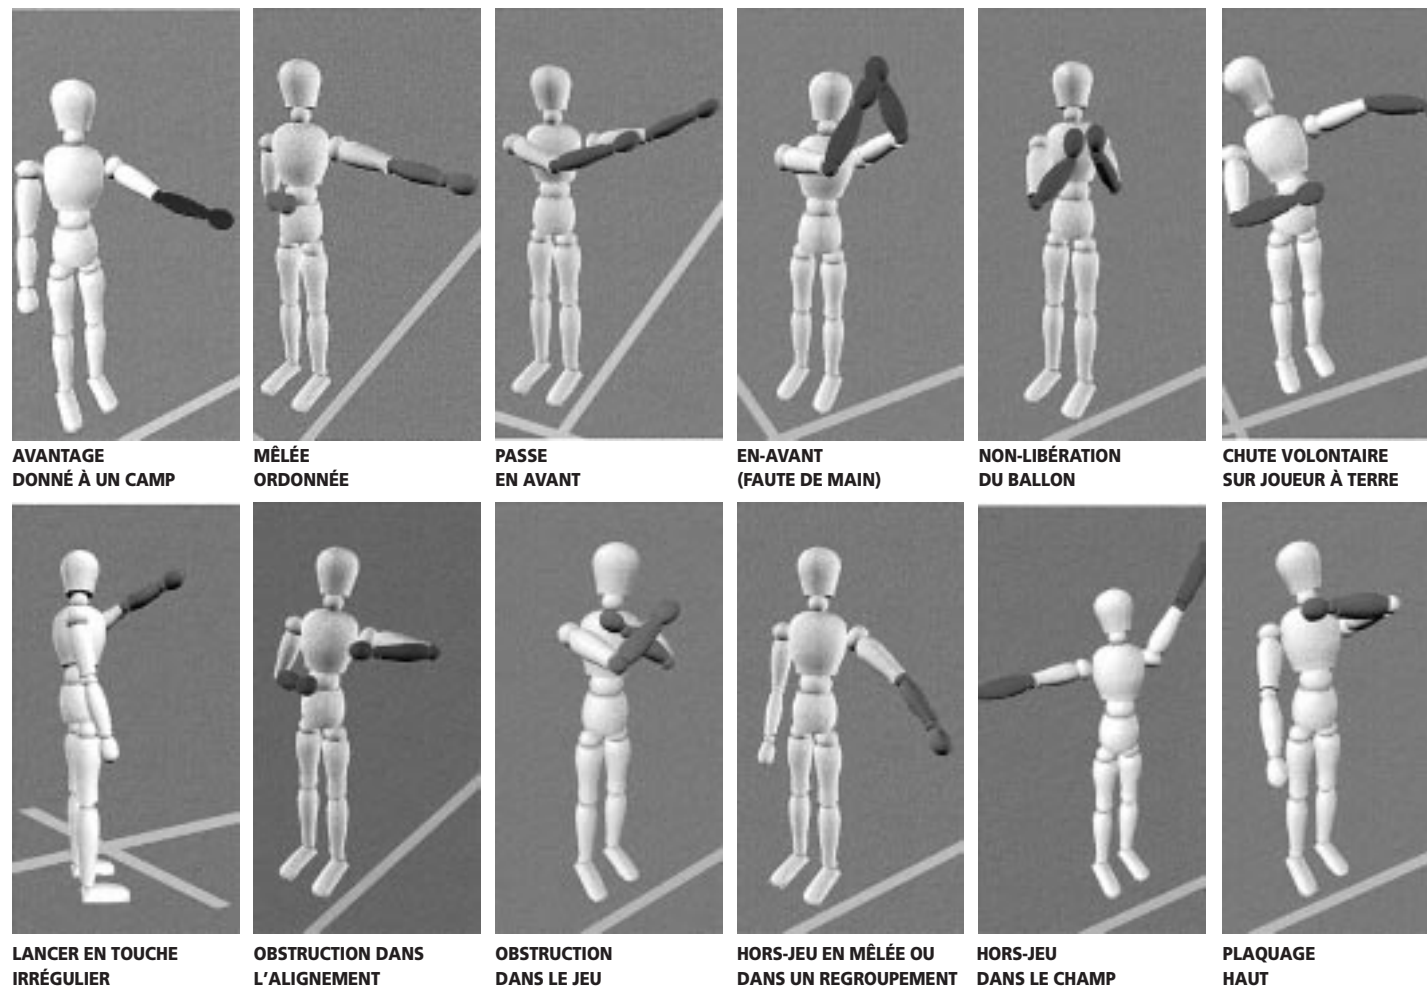 AVANTAGE
DONNÉ À UN CAMP
MÊLÉE
ORDONNÉE
PASSE
EN AVANT
EN-AVANT
(FAUTE DE MAIN)
NON-LIBÉRATION
DU BALLON
CHUTE VOLONTAIRE
SUR JOUEUR À TERRE
LANCER EN TOUCHE
IRRÉGULIER
OBSTRUCTION DANS
L'ALIGNEMENT
OBSTRUCTION
DANS LE JEU
HORS-JEU EN MÊLÉE OU
DANS UN REGROUPEMENT
HORS-JEU
DANS LE CHAMP
PLAQUAGE
HAUT